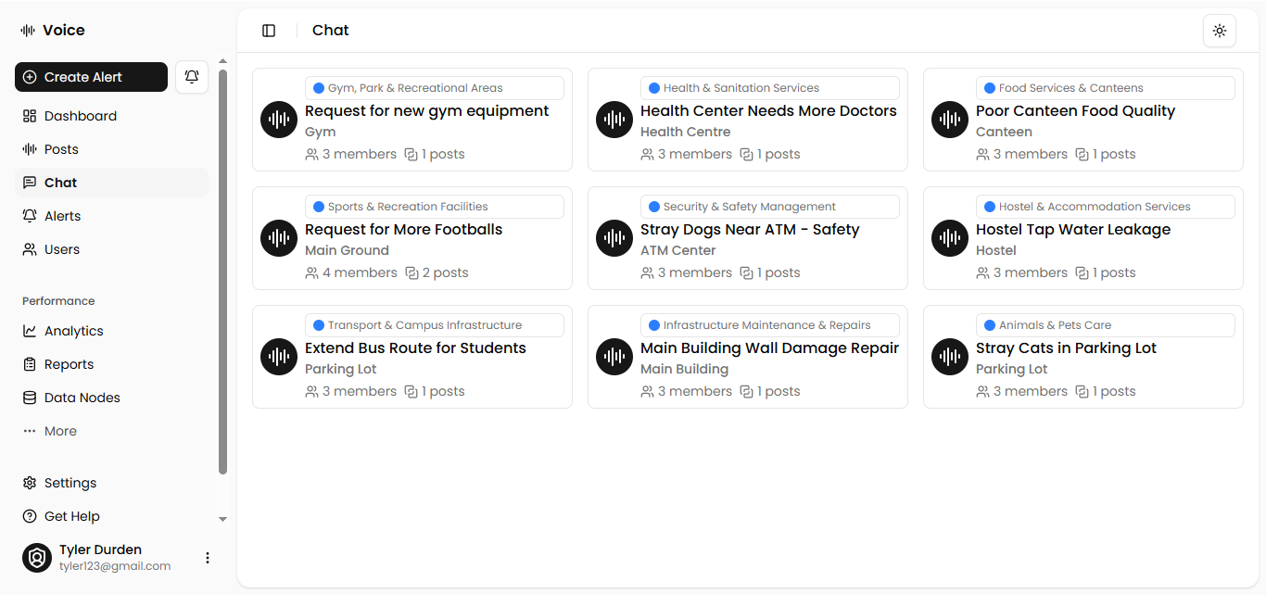 Voice
Create Alert
Dashboard
Posts
Chat
Alerts
Users
Performance
Analytics
Reports
Data Nodes
More
Settings
Get Help
Tyler Durden
tyler123@gmail.com
Chat
Gym, Park & Recreational Areas
Request for new gym equipment
Gym
3 members 1 posts
Health & Sanitation Services
Health Center Needs More Doctors
Health Centre
3 members 1 posts
Food Services & Canteens
Poor Canteen Food Quality
Canteen
3 members 1 posts
Sports & Recreation Facilities
Request for More Footballs
Main Ground
4 members 2 posts
Security & Safety Management
Stray Dogs Near ATM - Safety
ATM Center
3 members 1 posts
Hostel & Accommodation Services
Hostel Tap Water Leakage
Hostel
3 members 1 posts
Transport & Campus Infrastructure
Extend Bus Route for Students
Parking Lot
3 members 1 posts
Infrastructure Maintenance & Repairs
Main Building Wall Damage Repair
Main Building
3 members 1 posts
Animals & Pets Care
Stray Cats in Parking Lot
Parking Lot
3 members 1 posts